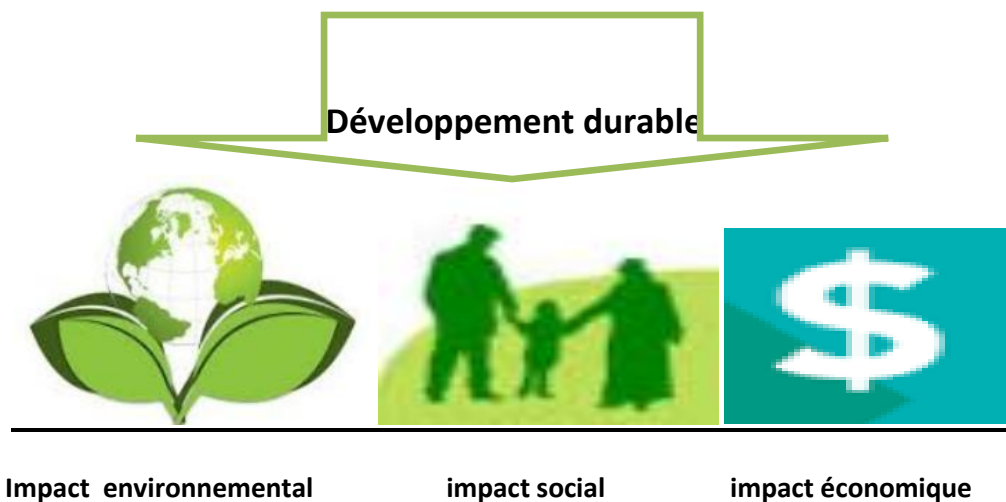 Développement durable
Impact environnemental impact social impact économique